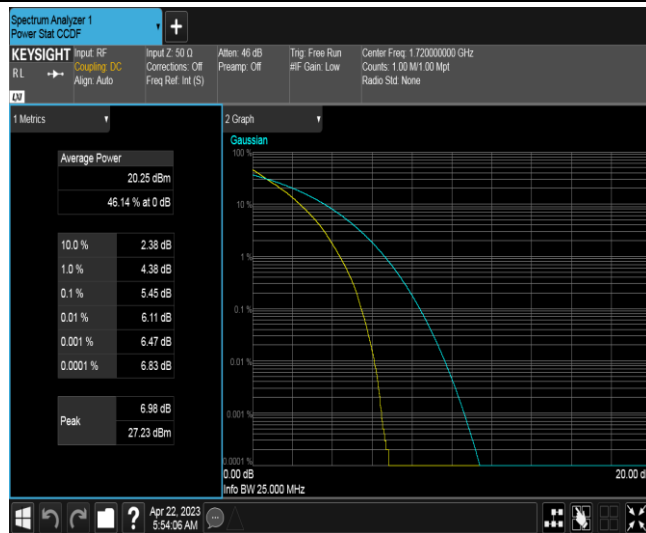 Spectrum Analyzer 1
Power Stat CCDF
+
KEYSIGHT Input: RF Input Z: 50 Ω Atten: 46 dB Trig: Free Run Center Freq: 1.720000000 GHz
RL Coupling: DC Corrections: Off Preamp: Off #IF Gain: Low Counts: 1.00 M/1.00 Mpt
Align: Auto Freq Ref: Int (S) Radio Std: None
LXI
1 Metrics
Average Power
20.25 dBm
46.14 % at 0 dB
10.0 % 2.38 dB
1.0 % 4.38 dB
0.1 % 5.45 dB
0.01 % 6.11 dB
0.001 % 6.47 dB
0.0001 % 6.83 dB
Peak 6.98 dB
27.23 dBm
2 Graph
Gaussian
100 %
10 %
1 %
0.1 %
0.01 %
0.001 %
0.0001 %
0.00 dB 20.00 d
Info BW 25.000 MHz
?
Apr 22, 2023
5:54:06 AM